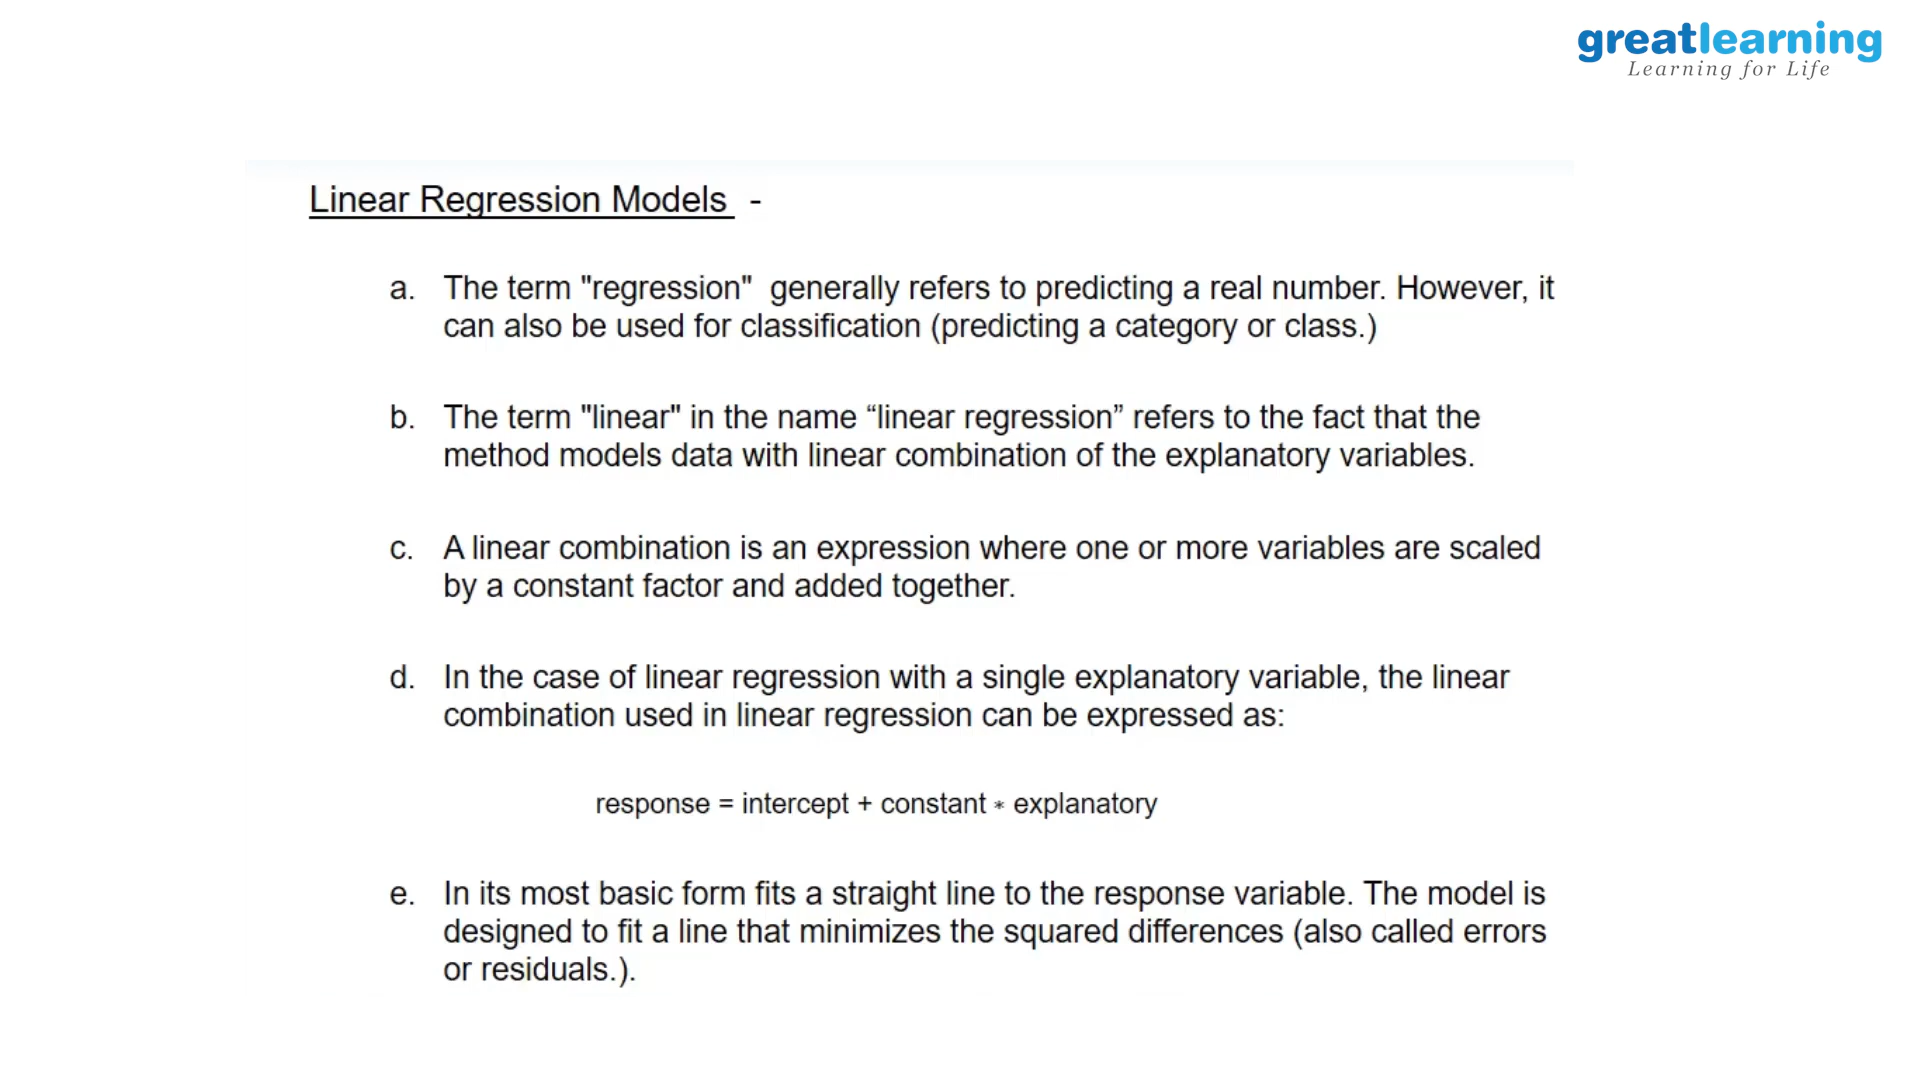 greatlearning
Learning for Life
Linear Regression Models -
a. The term "regression" generally refers to predicting a real number. However, it
can also be used for classification (predicting a category or class.)
b. The term "linear" in the name “linear regression” refers to the fact that the
method models data with linear combination of the explanatory variables.
c. A linear combination is an expression where one or more variables are scaled
by a constant factor and added together.
d. In the case of linear regression with a single explanatory variable, the linear
combination used in linear regression can be expressed as:
response = intercept + constant ∗ explanatory
e. In its most basic form fits a straight line to the response variable. The model is
designed to fit a line that minimizes the squared differences (also called errors
or residuals.).